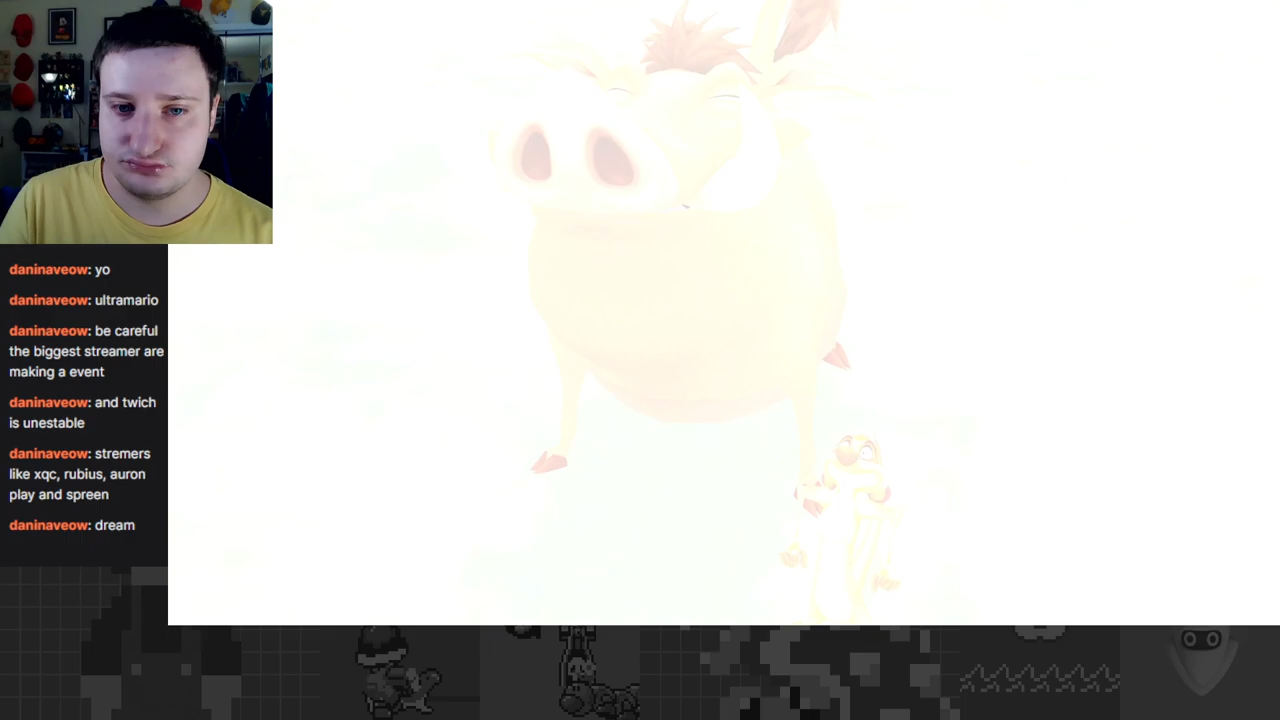 daninaveow: yo
daninaveow: ultramario
daninaveow: be careful
the biggest streamer are
making a event
daninaveow: and twich
is unestable
daninaveow: stremers
like xqc, rubius, auron
play and spreen
daninaveow: dream